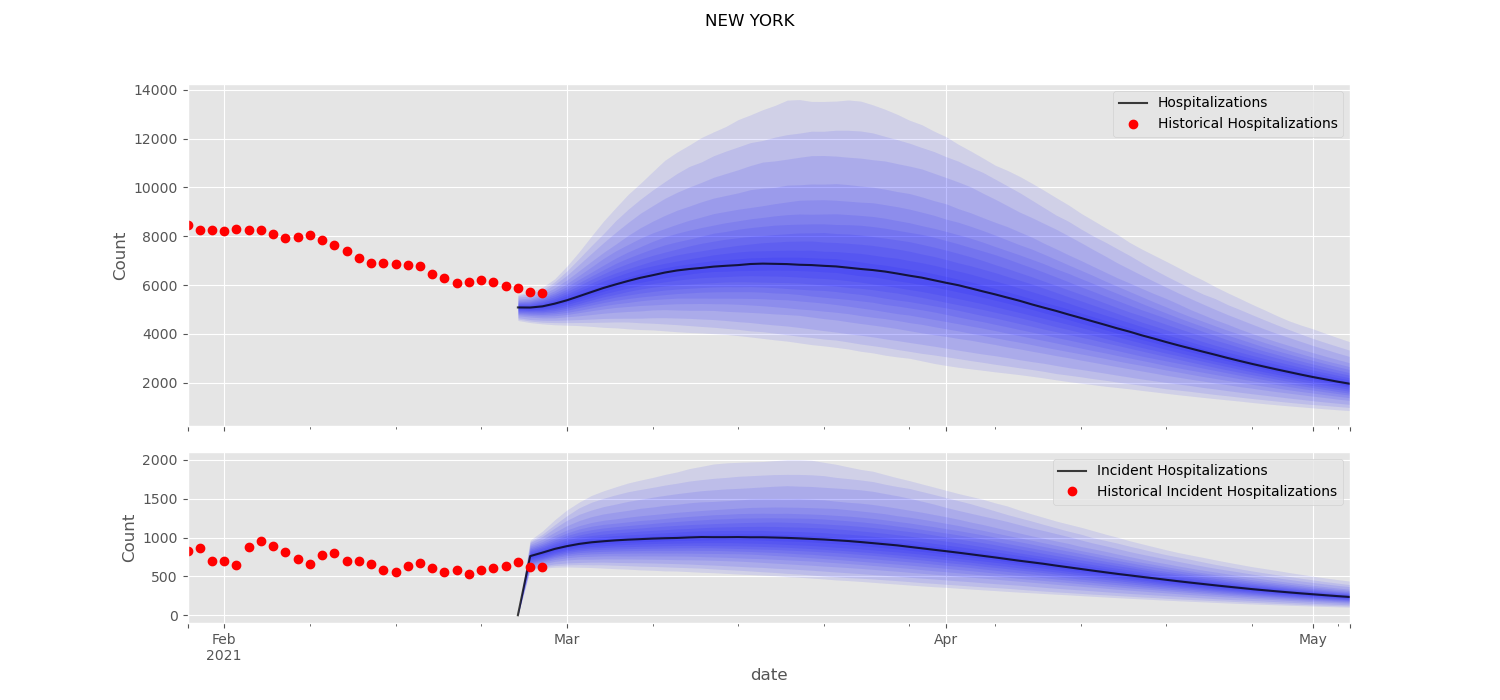 NEW YORK
14000
12000
10000
8000
6000
4000
2000
Count
Hospitalizations
Historical Hospitalizations
2000
1500
1000
500
0
Count
Incident Hospitalizations
Historical Incident Hospitalizations
Feb
2021
Mar
Apr
May
date